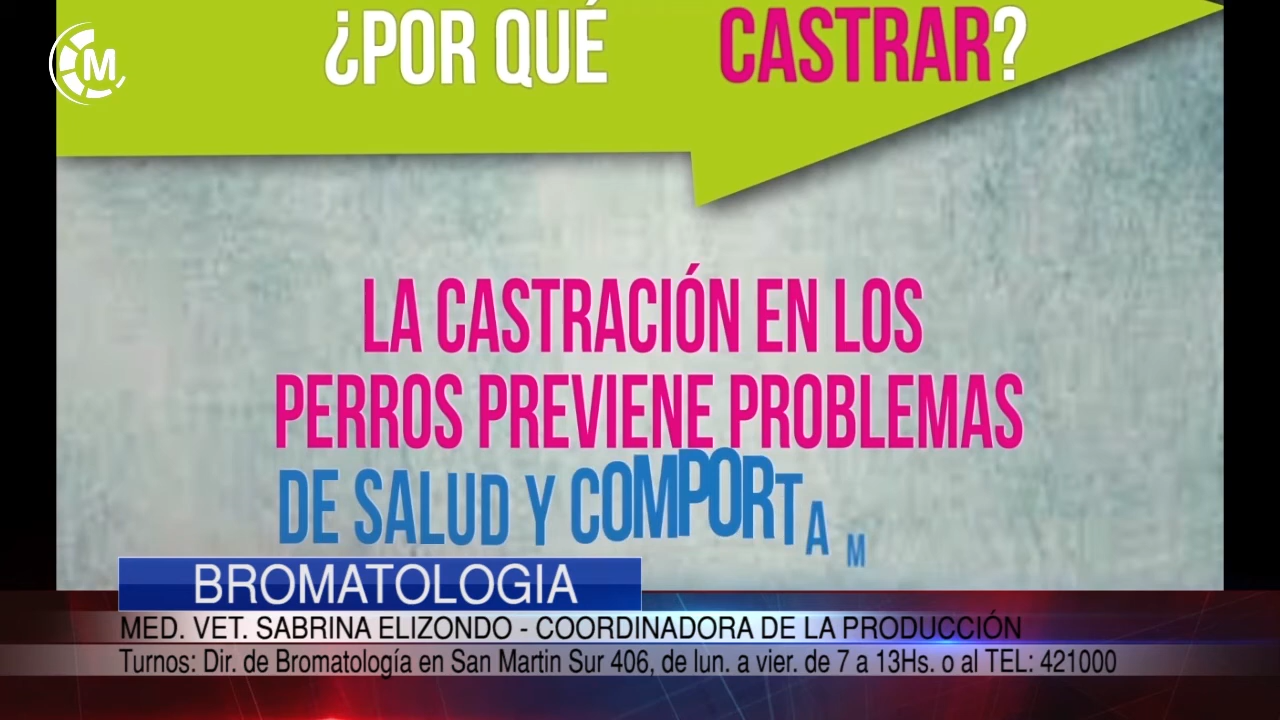 M
¿POR QUÉ CASTRAR?
LA CASTRACIÓN EN LOS
PERROS PREVIENE PROBLEMAS
DE SALUD Y COMPORTAM
BROMATOLOGIA
MED. VET. SABRINA ELIZONDO - COORDINADORA DE LA PRODUCCIÓN
Turnos: Dir. de Bromatología en San Martin Sur 406, de lun. a vier. de 7 a 13Hs. o al TEL: 421000